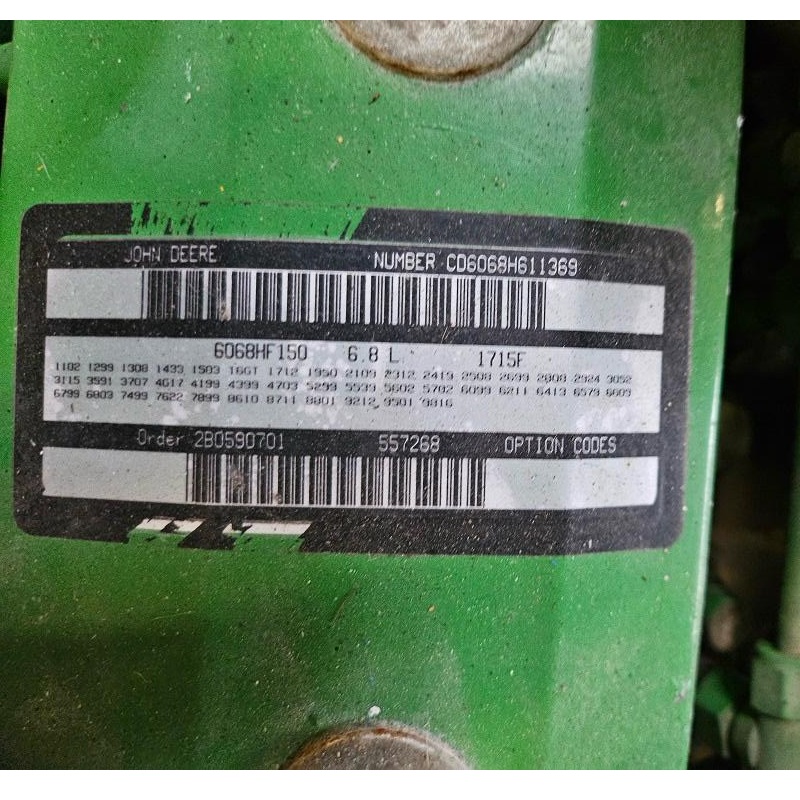 JOHN DEERE NUMBER CD6068H611369
6068HF150 6.8 L 1715F
1102 1299 1308 1433 1503 1661 1712 1950 2109 2312 2419 2508 2699 2808 2924 3052
3115 3591 3707 4017 4199 4399 4703 5299 5539 5602 5702 6099 6211 6413 6579 6609
6799 6803 7499 7622 7899 8610 8711 8801 9212 9501 9816
Order 2B0590701 557268 OPTION CODES